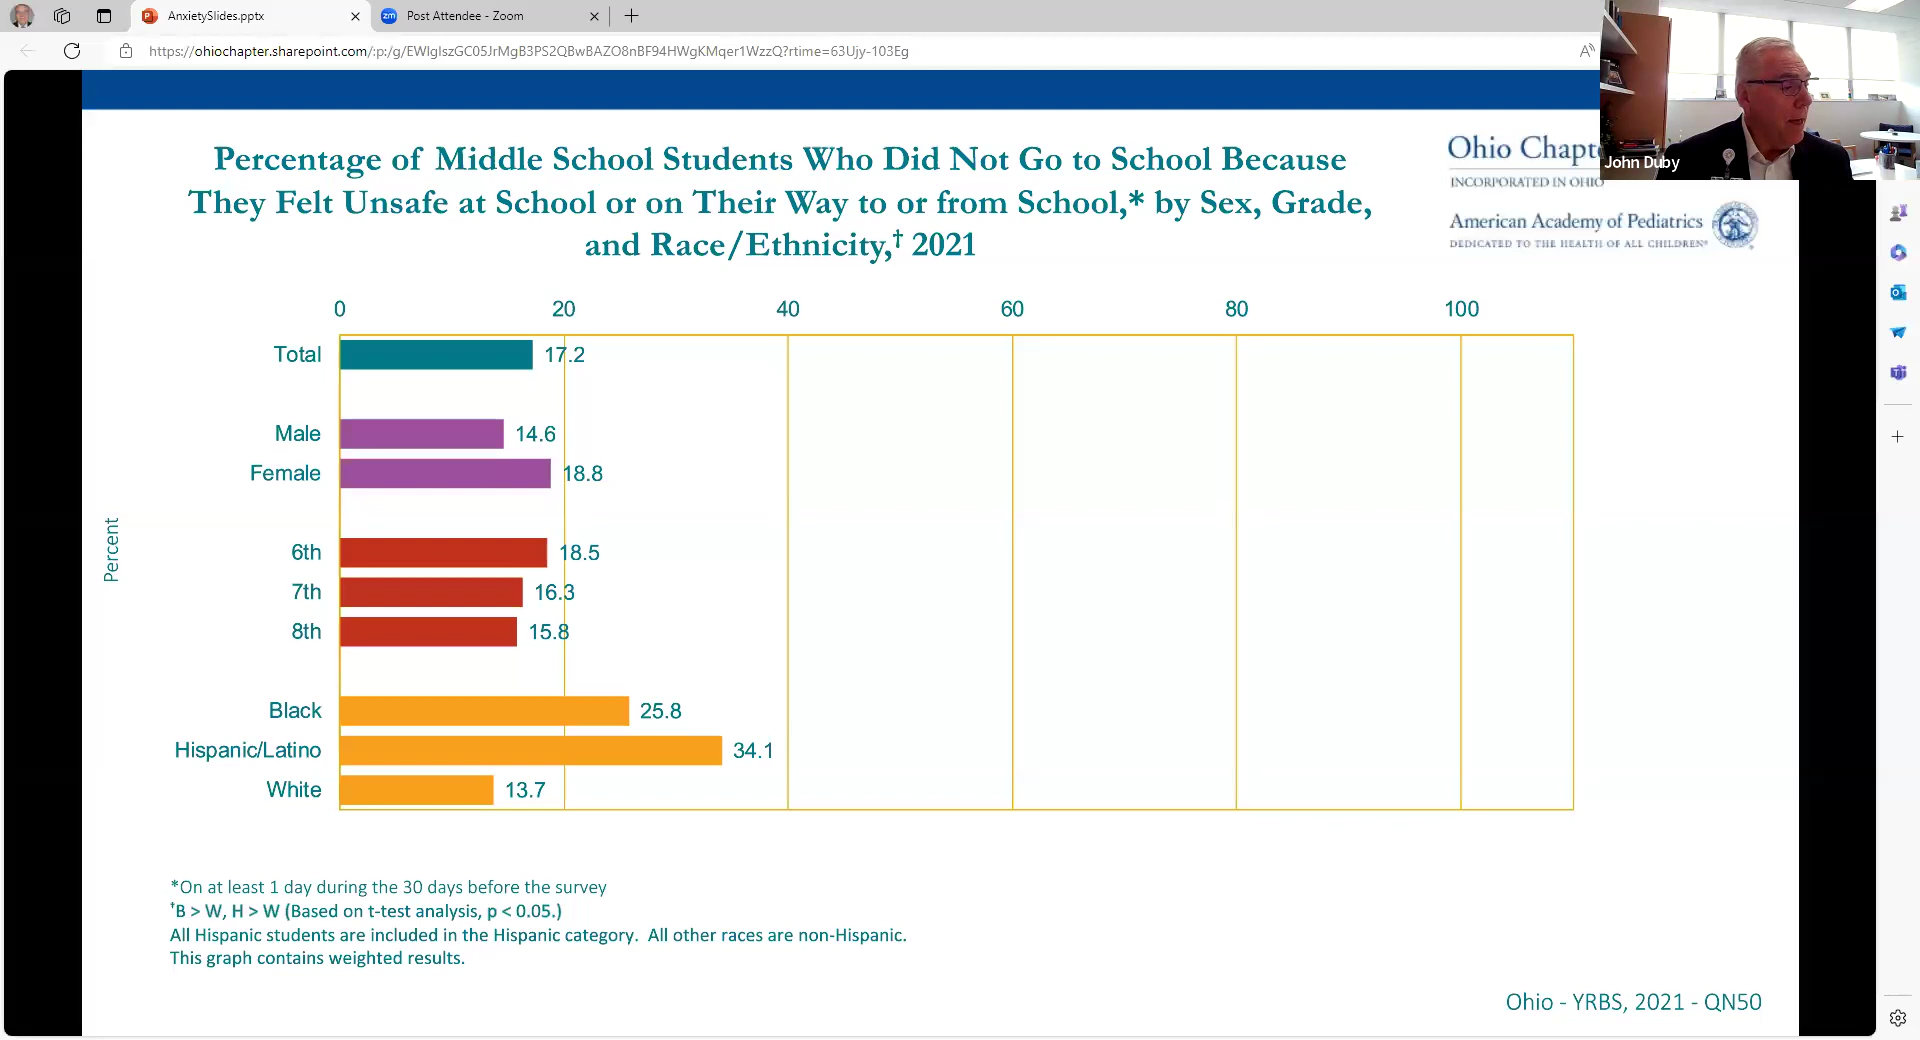 AnxietySlides.pptx
Post Attendee - Zoom
https://ohiochapter.sharepoint.com/:p:/g/EWIgIszGC05JrMgB3PS2QBwBAZO8nBF94HWgKMqer1WzzQ?rtime=63Ujy-103Eg
John Duby
Percentage of Middle School Students Who Did Not Go to School Because
They Felt Unsafe at School or on Their Way to or from School,* by Sex, Grade,
and Race/Ethnicity,† 2021
Ohio Chapt
INCORPORATED IN OHIO
American Academy of Pediatrics
DEDICATED TO THE HEALTH OF ALL CHILDREN®
0 20 40 60 80 100
Total 17.2
Male 14.6
Female 18.8
Percent
6th 18.5
7th 16.3
8th 15.8
Black 25.8
Hispanic/Latino 34.1
White 13.7
*On at least 1 day during the 30 days before the survey
†B > W, H > W (Based on t-test analysis, p < 0.05.)
All Hispanic students are included in the Hispanic category. All other races are non-Hispanic.
This graph contains weighted results.
Ohio - YRBS, 2021 - QN50